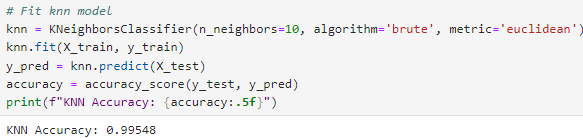 # Fit knn model
knn = KNeighborsClassifier(n_neighbors=10, algorithm='brute', metric='euclidean')
knn.fit(X_train, y_train)
y_pred = knn.predict(X_test)
accuracy = accuracy_score(y_test, y_pred)
print(f"KNN Accuracy: {accuracy:.5f}")
KNN Accuracy: 0.99548